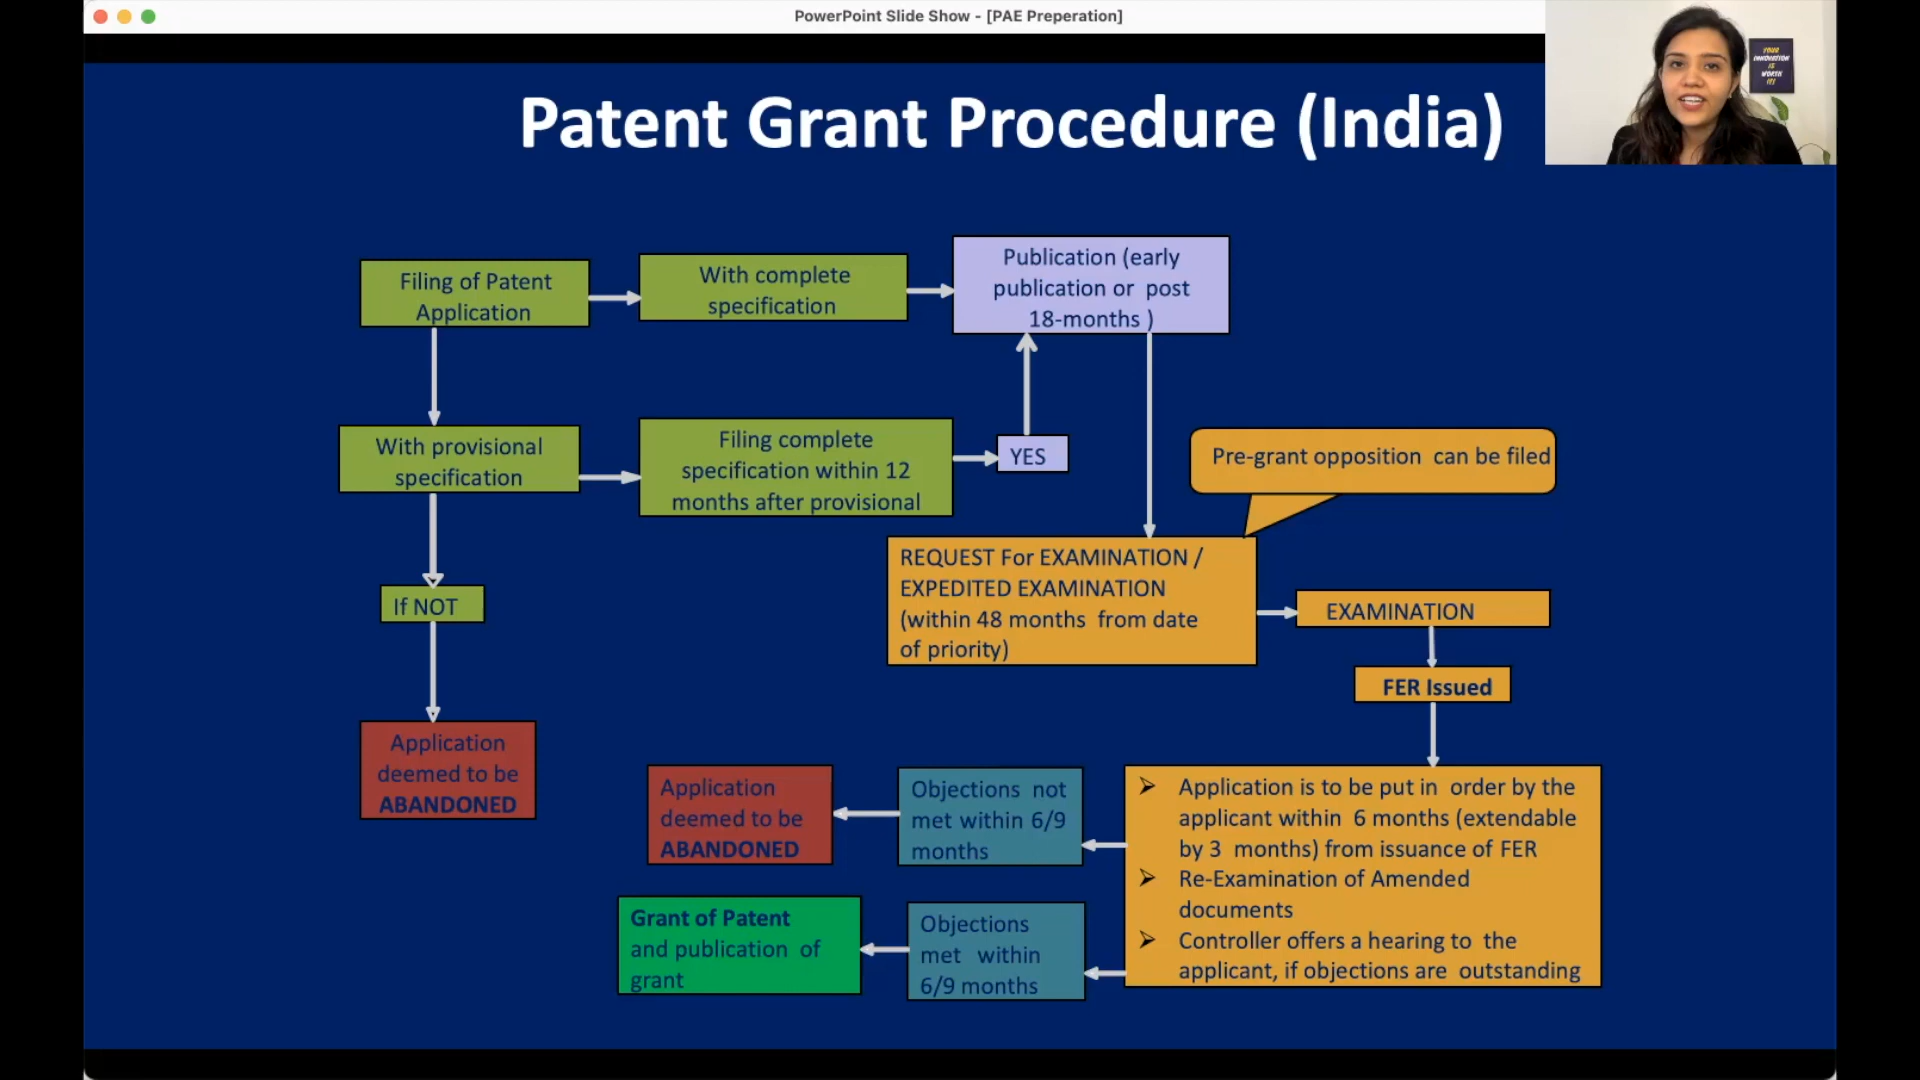 PowerPoint Slide Show - [PAE Preperation]
YOUR
INNOVATION
IS
WORTH
IT!
Patent Grant Procedure (India)
Filing of Patent
Application
With complete
specification
Publication (early
publication or post
18-months )
With provisional
specification
Filing complete
specification within 12
months after provisional
YES
Pre-grant opposition can be filed
If NOT
REQUEST For EXAMINATION /
EXPEDITED EXAMINATION
(within 48 months from date
of priority)
EXAMINATION
FER Issued
Application
deemed to be
ABANDONED
Application
deemed to be
ABANDONED
Objections not
met within 6/9
months
Application is to be put in order by the
applicant within 6 months (extendable
by 3 months) from issuance of FER
Re-Examination of Amended
documents
Controller offers a hearing to the
applicant, if objections are outstanding
Grant of Patent
and publication of
grant
Objections
met within
6/9 months